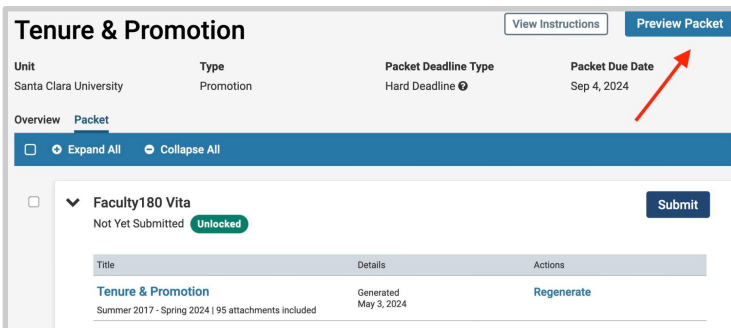 Tenure & Promotion
View Instructions
Preview Packet
Unit
Type
Packet Deadline Type
Packet Due Date
Santa Clara University
Promotion
Hard Deadline
Sep 4, 2024
Overview Packet
Expand All Collapse All
Faculty180 Vita
Submit
Not Yet Submitted Unlocked
Title Details Actions
Tenure & Promotion
Generated
Regenerate
Summer 2017 - Spring 2024 | 95 attachments included
May 3, 2024